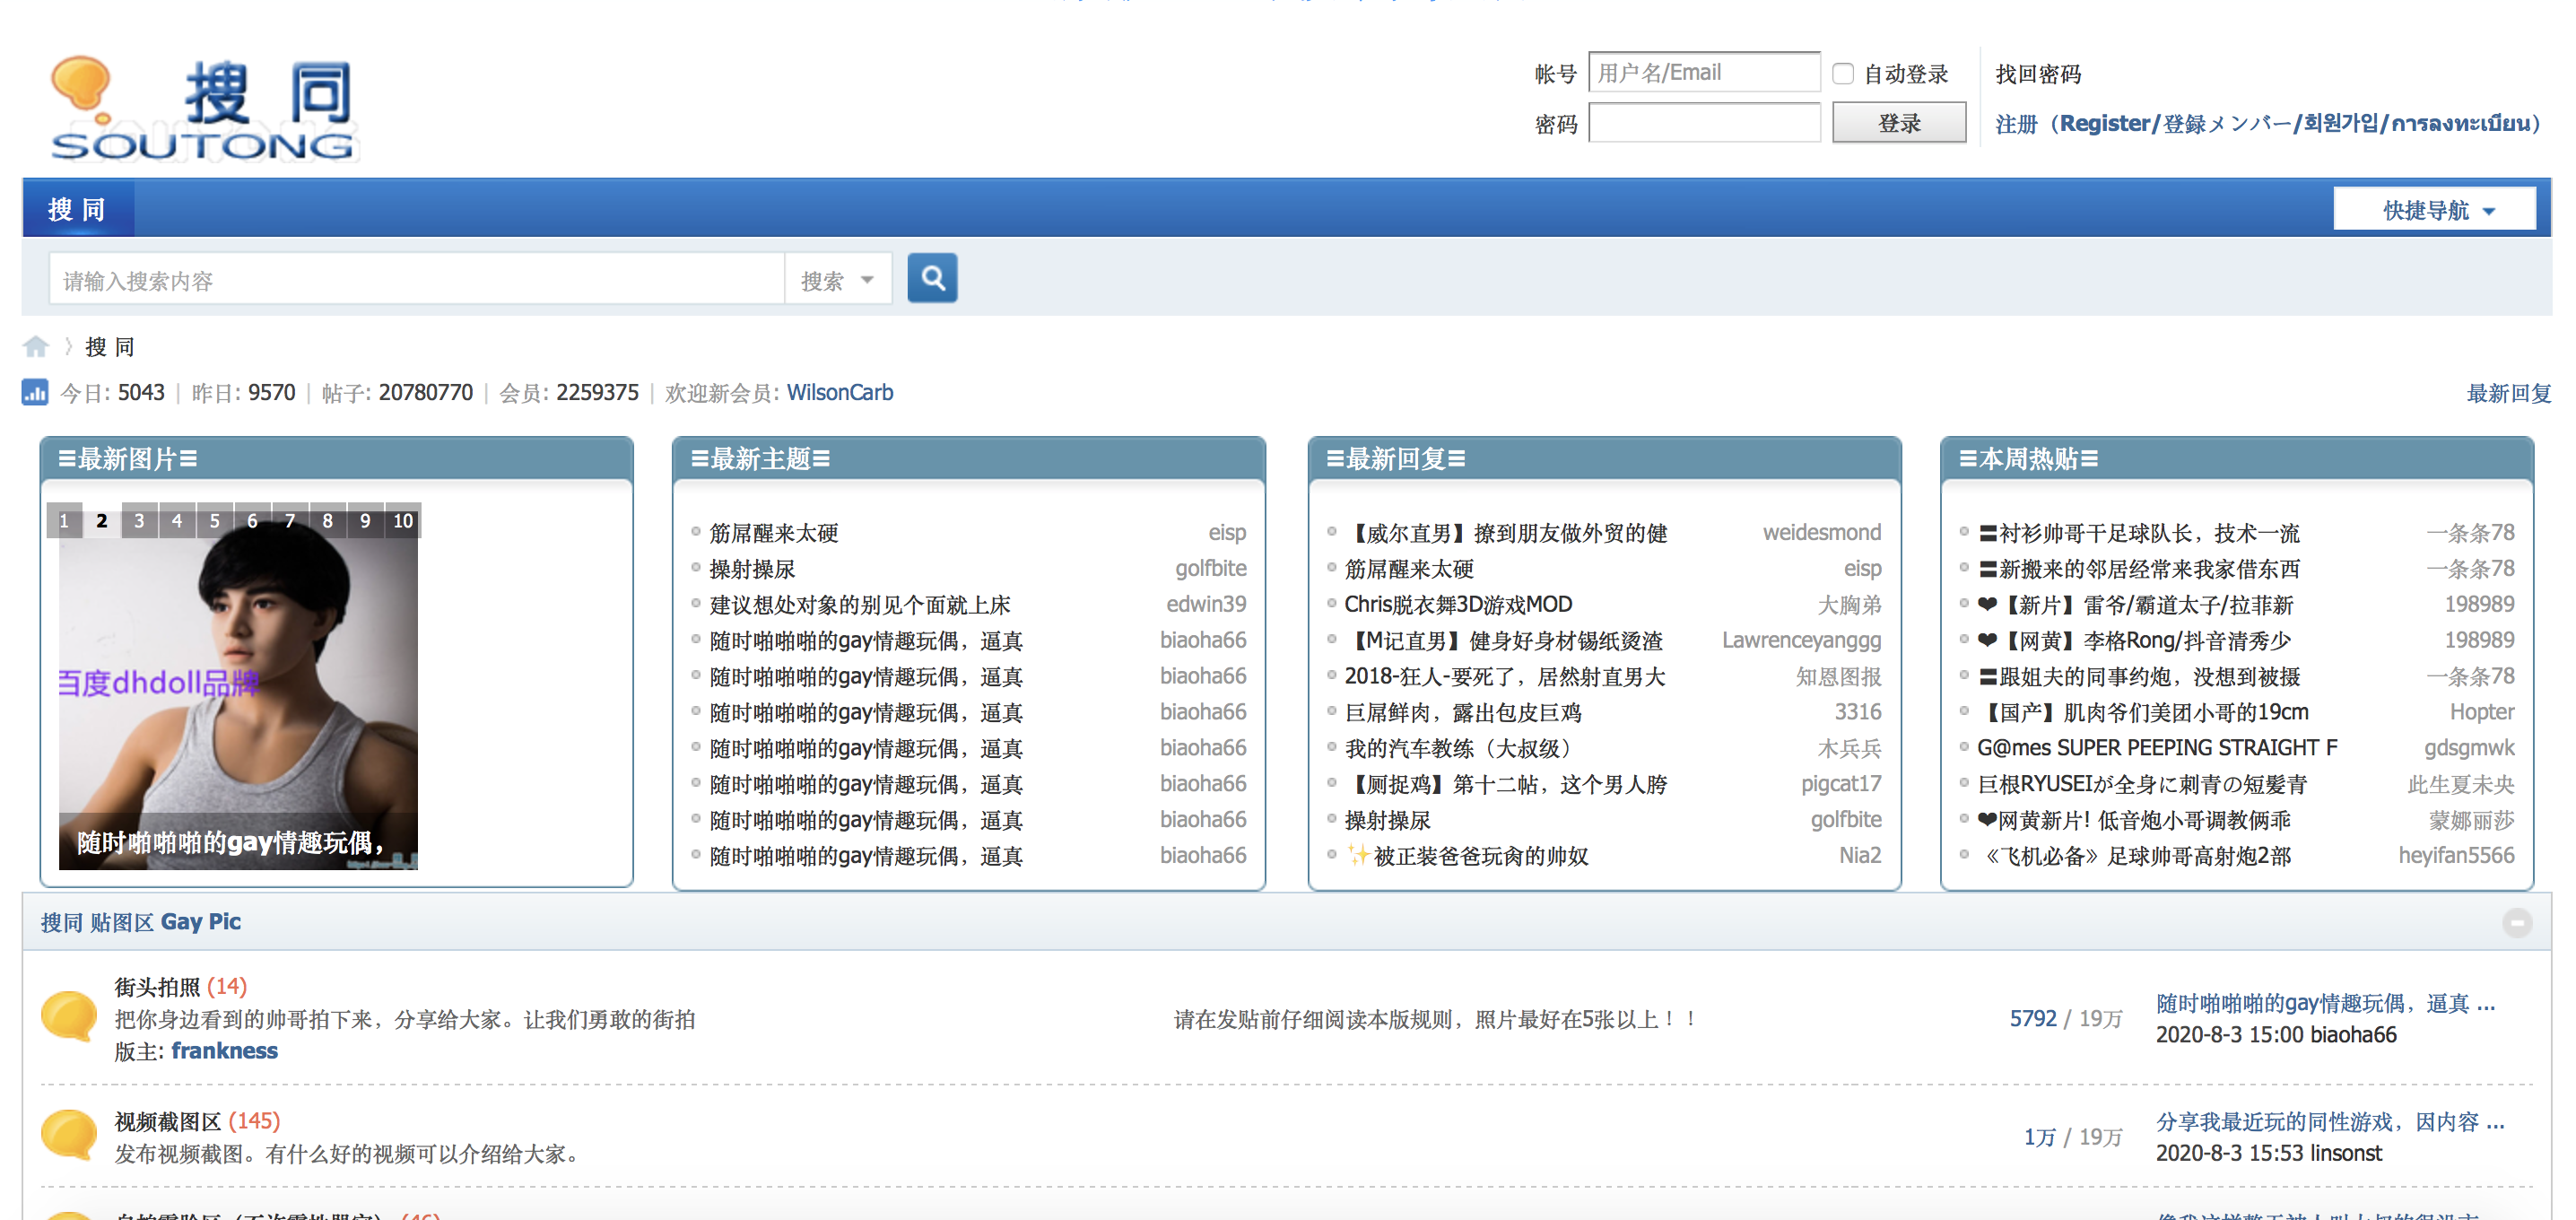 搜 同
SOUTONG
帐号 用户名/Email 自动登录 找回密码
密码 登录 注册（Register/登録メンバー/회원가입/การลงทะเบียน）
搜 同 快捷导航
请输入搜索内容 搜索
搜 同
今日: 5043 | 昨日: 9570 | 帖子: 20780770 | 会员: 2259375 | 欢迎新会员: WilsonCarb 最新回复
≡最新图片≡
1 2 3 4 5 6 7 8 9 10
百度dhdoll品牌
随时啪啪啪的gay情趣玩偶，
≡最新主题≡
筋屌醒来太硬 eisp
操射操尿 golfbite
建议想处对象的别见个面就上床 edwin39
随时啪啪啪的gay情趣玩偶，逼真 biaoha66
随时啪啪啪的gay情趣玩偶，逼真 biaoha66
随时啪啪啪的gay情趣玩偶，逼真 biaoha66
随时啪啪啪的gay情趣玩偶，逼真 biaoha66
随时啪啪啪的gay情趣玩偶，逼真 biaoha66
随时啪啪啪的gay情趣玩偶，逼真 biaoha66
随时啪啪啪的gay情趣玩偶，逼真 biaoha66
≡最新回复≡
【威尔直男】撩到朋友做外贸的健 weidesmond
筋屌醒来太硬 eisp
Chris脱衣舞3D游戏MOD 大胸弟
【M记直男】健身好身材锡纸烫渣 Lawrenceyanggg
2018-狂人-要死了，居然射直男大 知恩图报
巨屌鲜肉，露出包皮巨鸡 3316
我的汽车教练（大叔级） 木兵兵
【厕捉鸡】第十二帖，这个男人胯 pigcat17
操射操尿 golfbite
✨被正装爸爸玩肏的帅奴 Nia2
≡本周热贴≡
〓衬衫帅哥干足球队长，技术一流 一条条78
〓新搬来的邻居经常来我家借东西 一条条78
❤【新片】雷爷/霸道太子/拉菲新 198989
❤【网黄】李格Rong/抖音清秀少 198989
〓跟姐夫的同事约炮，没想到被摄 一条条78
【国产】肌肉爷们美团小哥的19cm Hopter
G@mes SUPER PEEPING STRAIGHT F gdsgmwk
巨根RYUSEIが全身に刺青の短髪青 此生夏未央
❤网黄新片! 低音炮小哥调教俩乖 蒙娜丽莎
《飞机必备》足球帅哥高射炮2部 heyifan5566
搜同 贴图区 Gay Pic
街头拍照 (14)
把你身边看到的帅哥拍下来，分享给大家。让我们勇敢的街拍
版主: frankness
请在发贴前仔细阅读本版规则，照片最好在5张以上！！
5792 / 19万
随时啪啪啪的gay情趣玩偶，逼真 ...
2020-8-3 15:00 biaoha66
视频截图区 (145)
发布视频截图。有什么好的视频可以介绍给大家。
1万 / 19万
分享我最近玩的同性游戏，因内容 ...
2020-8-3 15:53 linsonst